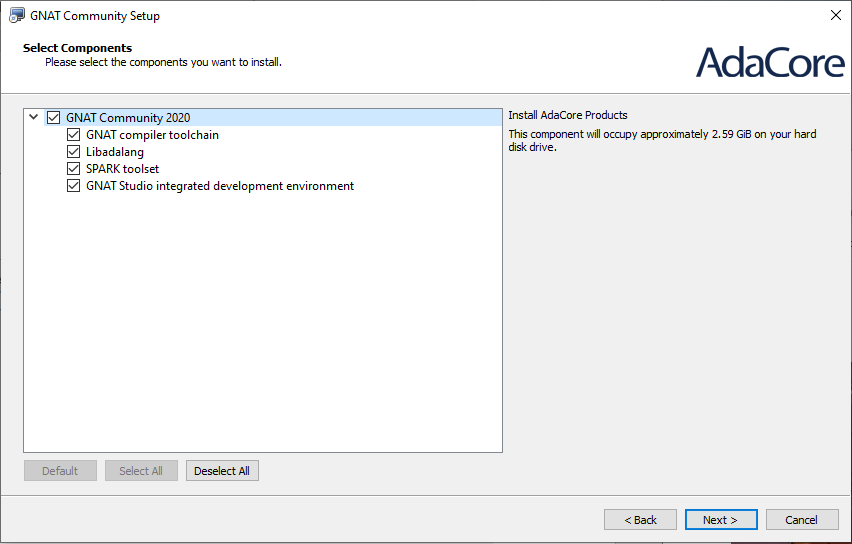 GNAT Community Setup
Select Components
Please select the components you want to install.
AdaCore
GNAT Community 2020
GNAT compiler toolchain
Libadalang
SPARK toolset
GNAT Studio integrated development environment
Install AdaCore Products
This component will occupy approximately 2.59 GiB on your hard
disk drive.
Default
Select All
Deselect All
< Back
Next >
Cancel